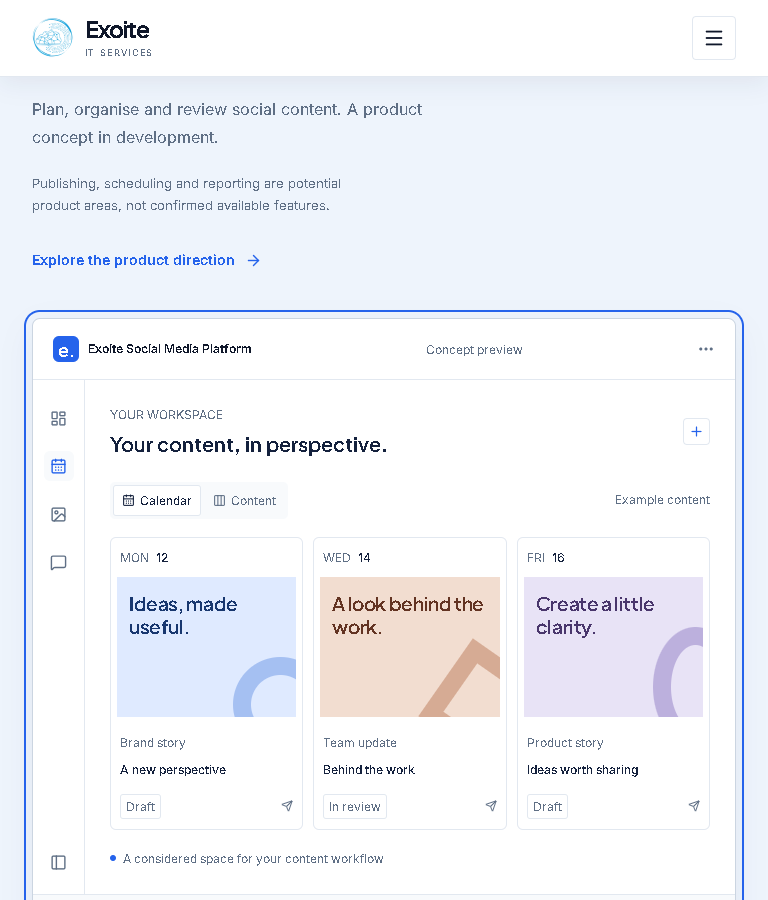 Exoite
IT SERVICES
Plan, organise and review social content. A product
concept in development.
Publishing, scheduling and reporting are potential
product areas, not confirmed available features.
Explore the product direction
e. Exoite Social Media Platform
Concept preview
YOUR WORKSPACE
Your content, in perspective.
Calendar
Content
Example content
MON 12
Ideas, made
useful.
Brand story
A new perspective
Draft
WED 14
A look behind the
work.
Team update
Behind the work
In review
FRI 16
Create a little
clarity.
Product story
Ideas worth sharing
Draft
A considered space for your content workflow